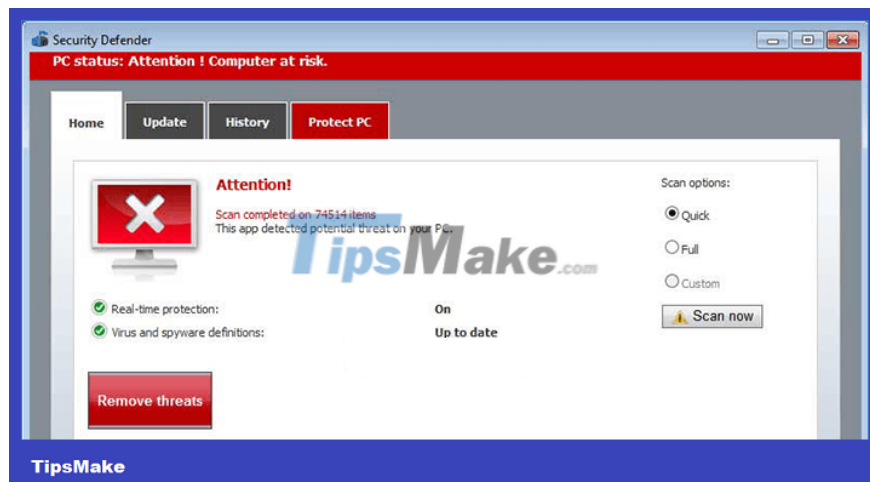 Security Defender
PC status: Attention ! Computer at risk.
Home Update History Protect PC
Attention!
Scan completed on 74514 items
This app detected potential threat on your PC.
Scan options:
Quick
Full
Custom
Scan now
Real-time protection: On
Virus and spyware definitions: Up to date
Remove threats
TipsMake.com
TipsMake